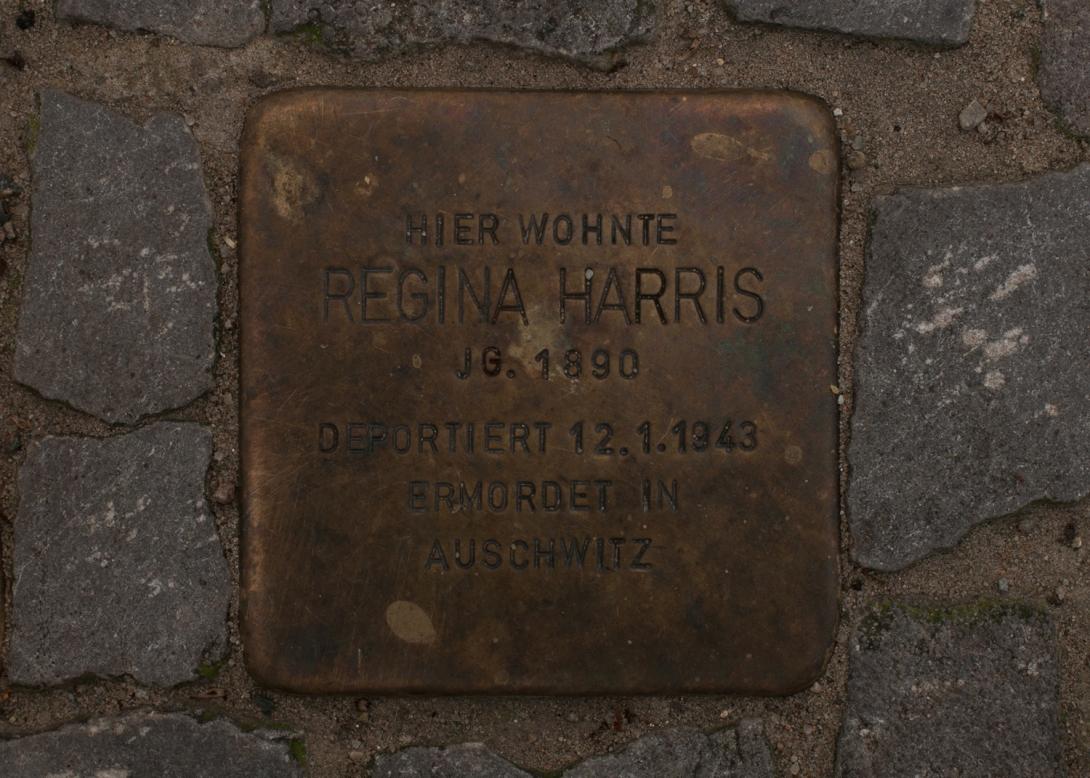 HIER WOHNTE
REGINA HARRIS
JG. 1890
DEPORTIERT 12.1.1943
ERMORDET IN
AUSCHWITZ